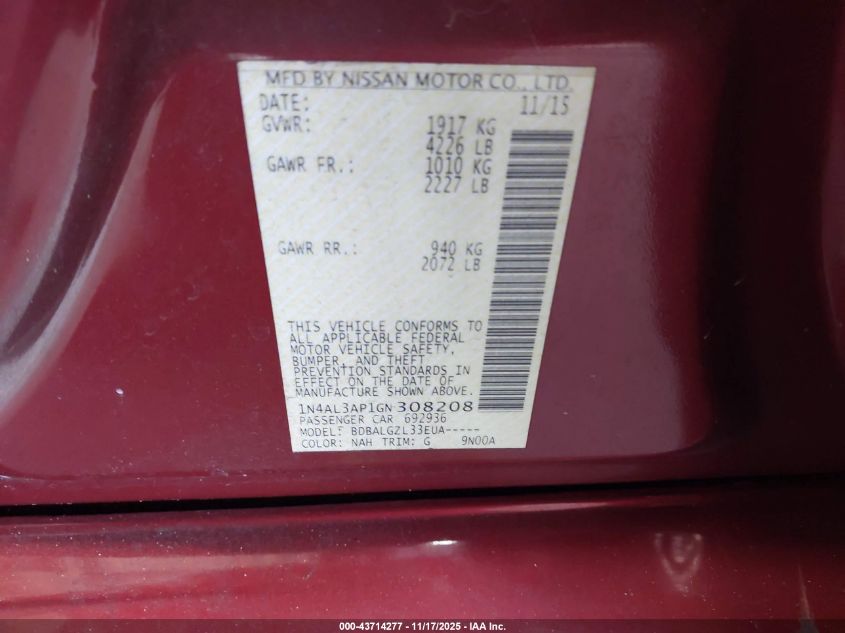 MFD BY NISSAN MOTOR CO., LTD.
DATE: 11/15
GVWR: 1917 KG
4226 LB
GAWR FR.: 1010 KG
2227 LB
GAWR RR.: 940 KG
2072 LB
THIS VEHICLE CONFORMS TO
ALL APPLICABLE FEDERAL
MOTOR VEHICLE SAFETY,
BUMPER, AND THEFT
PREVENTION STANDARDS IN
EFFECT ON THE DATE OF
MANUFACTURE SHOWN ABOVE.
1N4AL3AP1GN308208
PASSENGER CAR 692936
MODEL: BDBALGZL33EUA-----
COLOR: NAH TRIM: G 9N00A
000-43714277 - 11/17/2025 - IAA Inc.